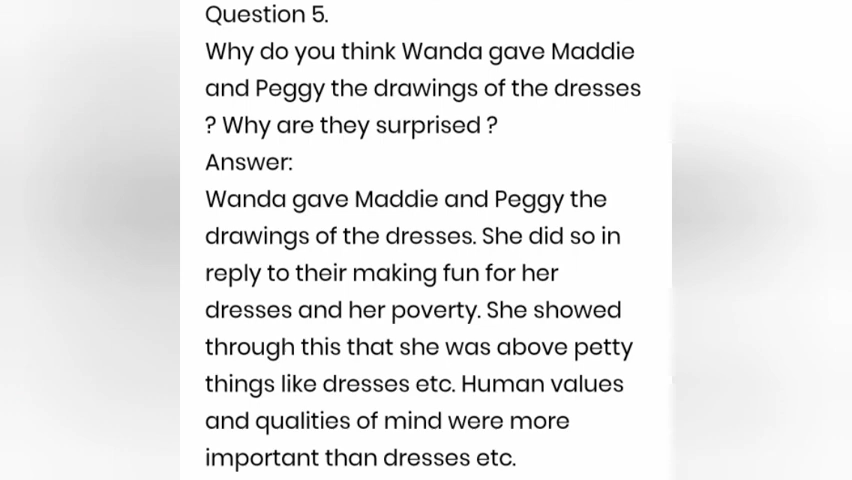 Question 5.
Why do you think Wanda gave Maddie
and Peggy the drawings of the dresses
? Why are they surprised ?
Answer:
Wanda gave Maddie and Peggy the
drawings of the dresses. She did so in
reply to their making fun for her
dresses and her poverty. She showed
through this that she was above petty
things like dresses etc. Human values
and qualities of mind were more
important than dresses etc.